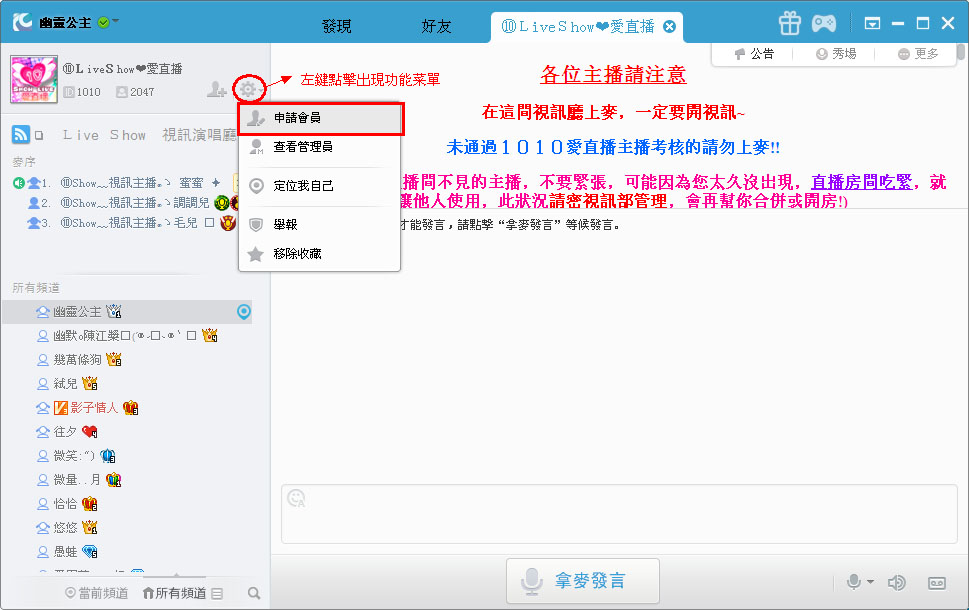 幽靈公主
發現 好友 ⑩ＬｉｖｅＳｈｏｗ❤愛直播
⑩ＬｉｖｅＳｈｏｗ❤愛直播
1010 2047
左鍵點擊出現功能菜單
公告 秀場 更多
各位主播請注意
在這間視訊廳上麥，一定要開視訊~
未通過１０１０愛直播主播考核的請勿上麥!!
播間不見的主播，不要緊張，可能因為您太久沒出現，直播房間吃緊，就
讓他人使用，此狀況請密視訊部管理，會再幫你合併或開房!)
才能發言，請點擊“拿麥發言”等候發言。
申請會員
查看管理員
定位我自己
舉報
移除收藏
Ｌｉｖｅ Ｓｈｏｗ 視訊演唱廳
麥序
1. ⑩Show﹏視訊主播｡ゝ 蜜蜜 ✦
2. ⑩Show﹏視訊主播｡ゝ調調兒
3. ⑩Show﹏視訊主播｡ゝ毛兒 □
所有頻道
幽靈公主
幾萬條狗
弒兒
影子情人
往夕
微笑:")
微量..月
恰恰
悠悠
愚蛙
當前頻道 所有頻道
拿麥發言